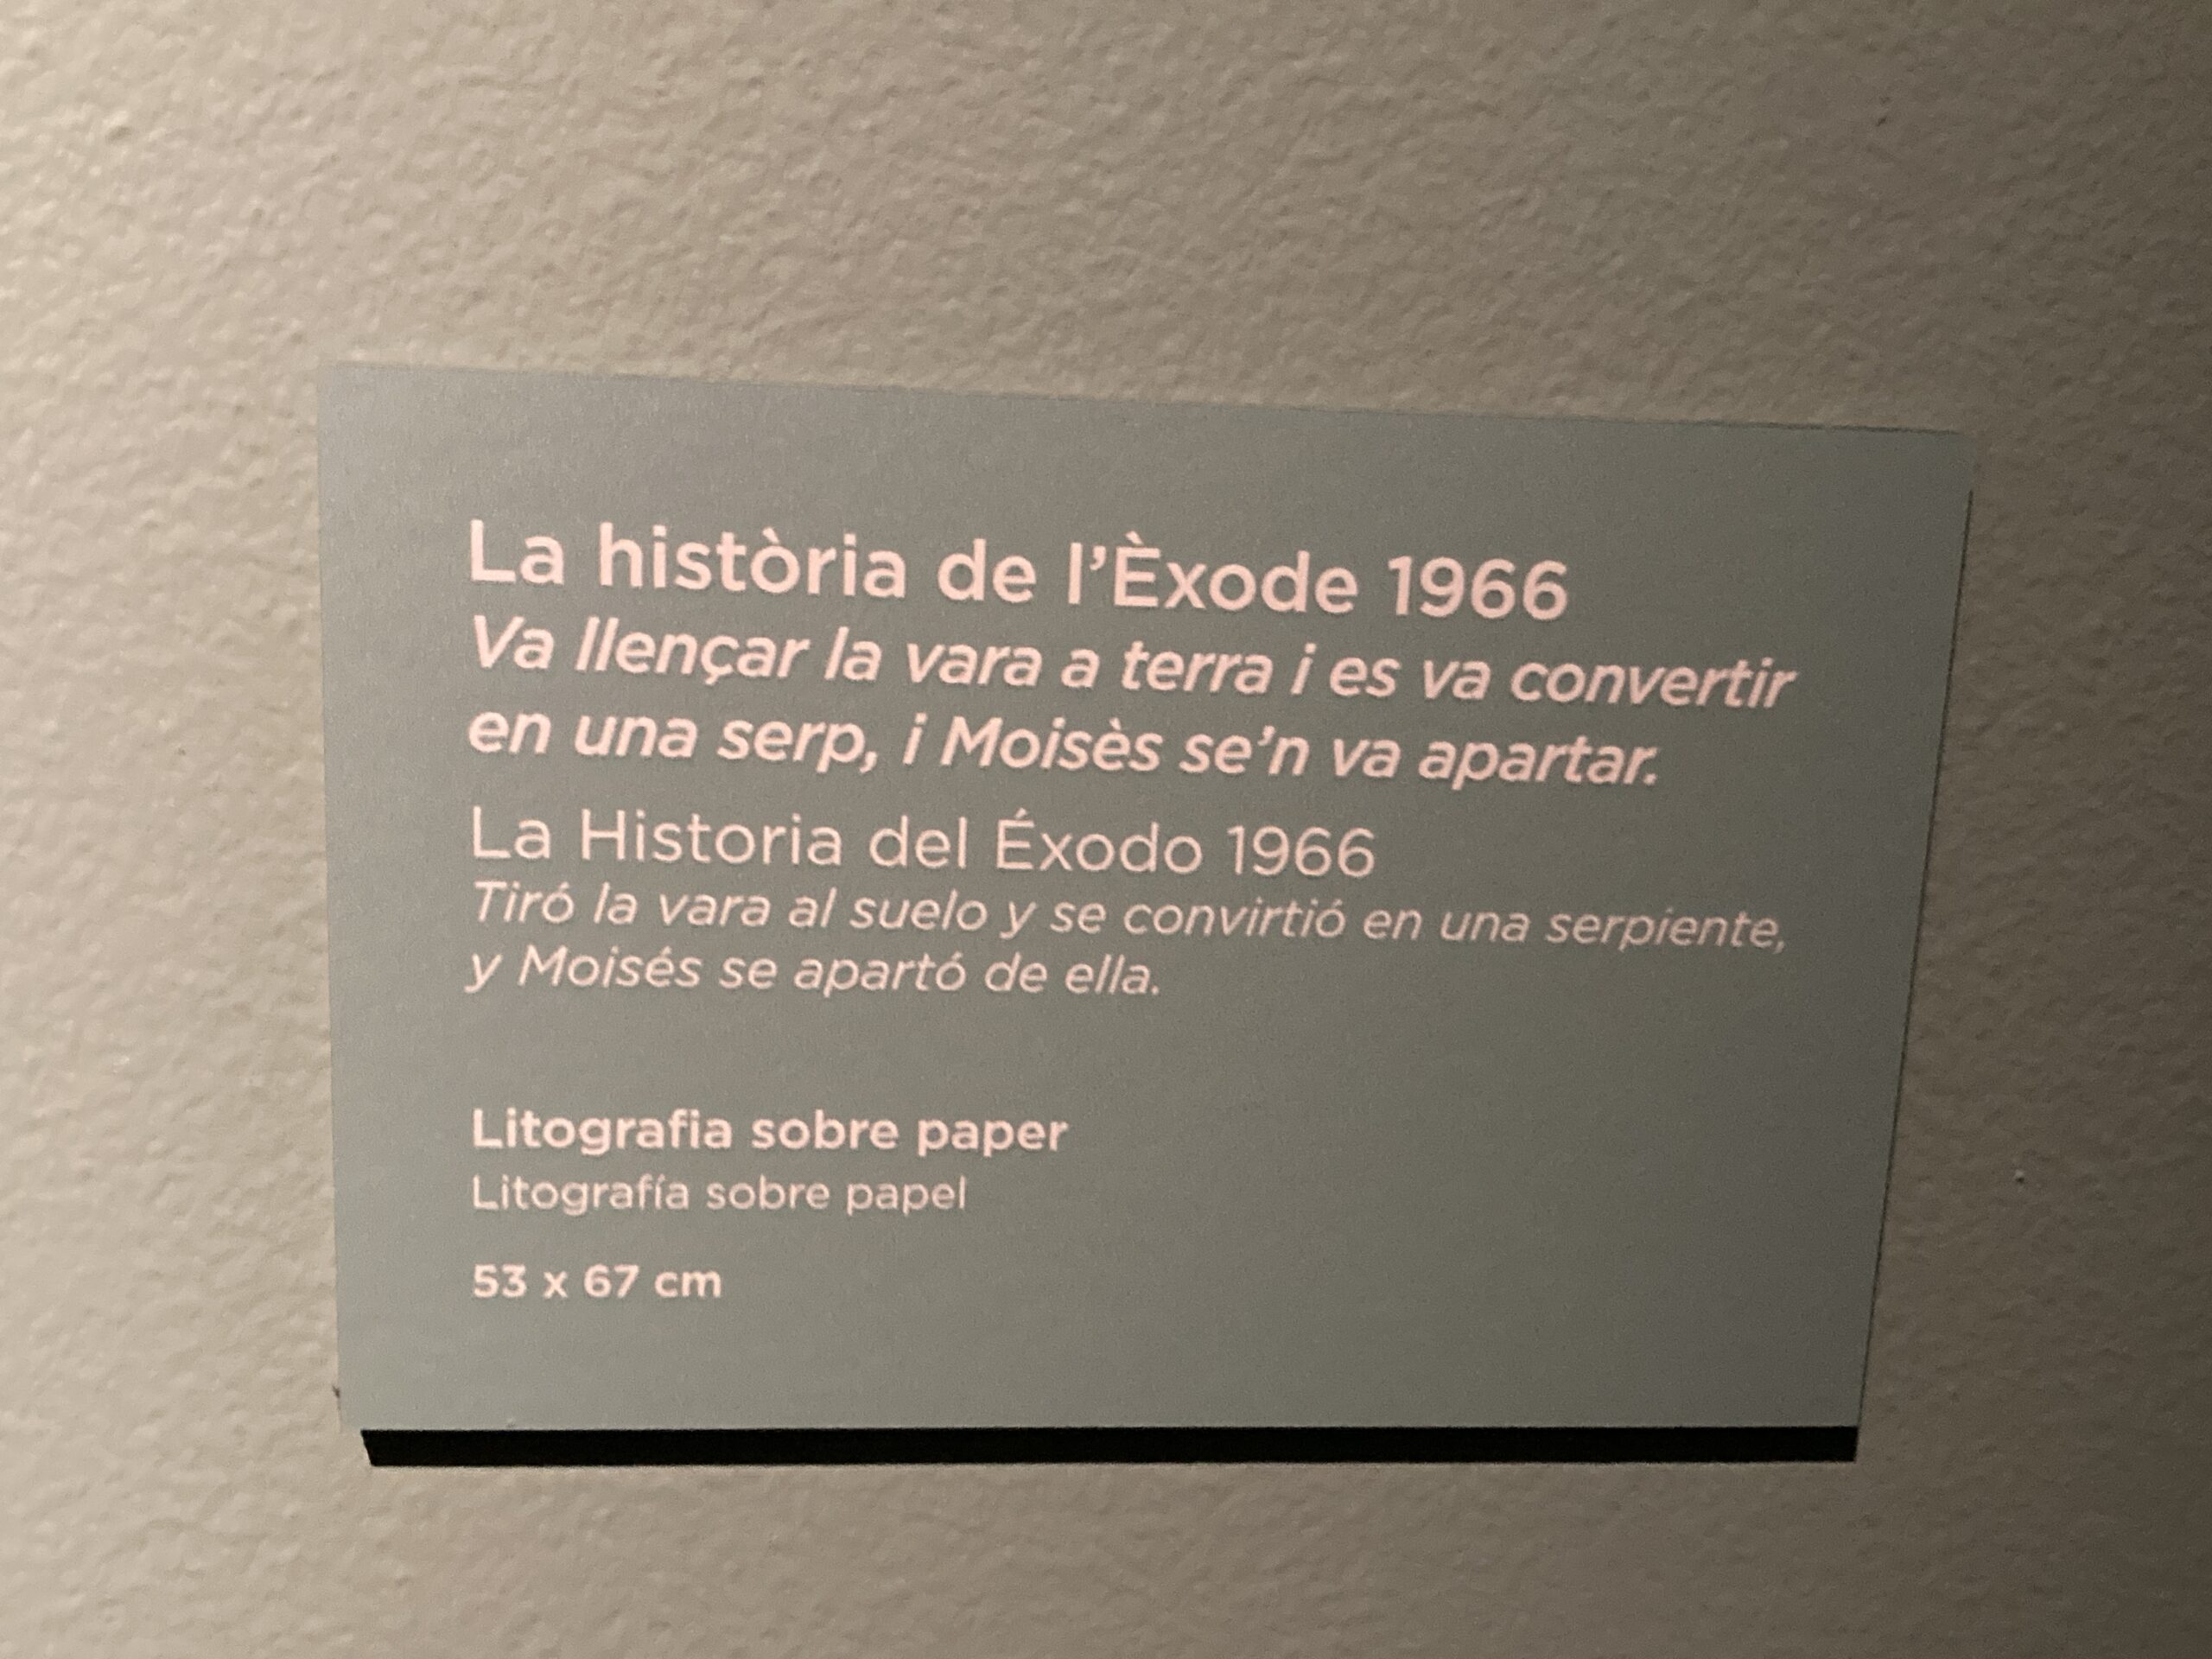 La història de l'Èxode 1966
Va llençar la vara a terra i es va convertir
en una serp, i Moisès se'n va apartar.
La Historia del Éxodo 1966
Tiró la vara al suelo y se convirtió en una serpiente,
y Moisés se apartó de ella.
Litografia sobre paper
Litografía sobre papel
53 x 67 cm